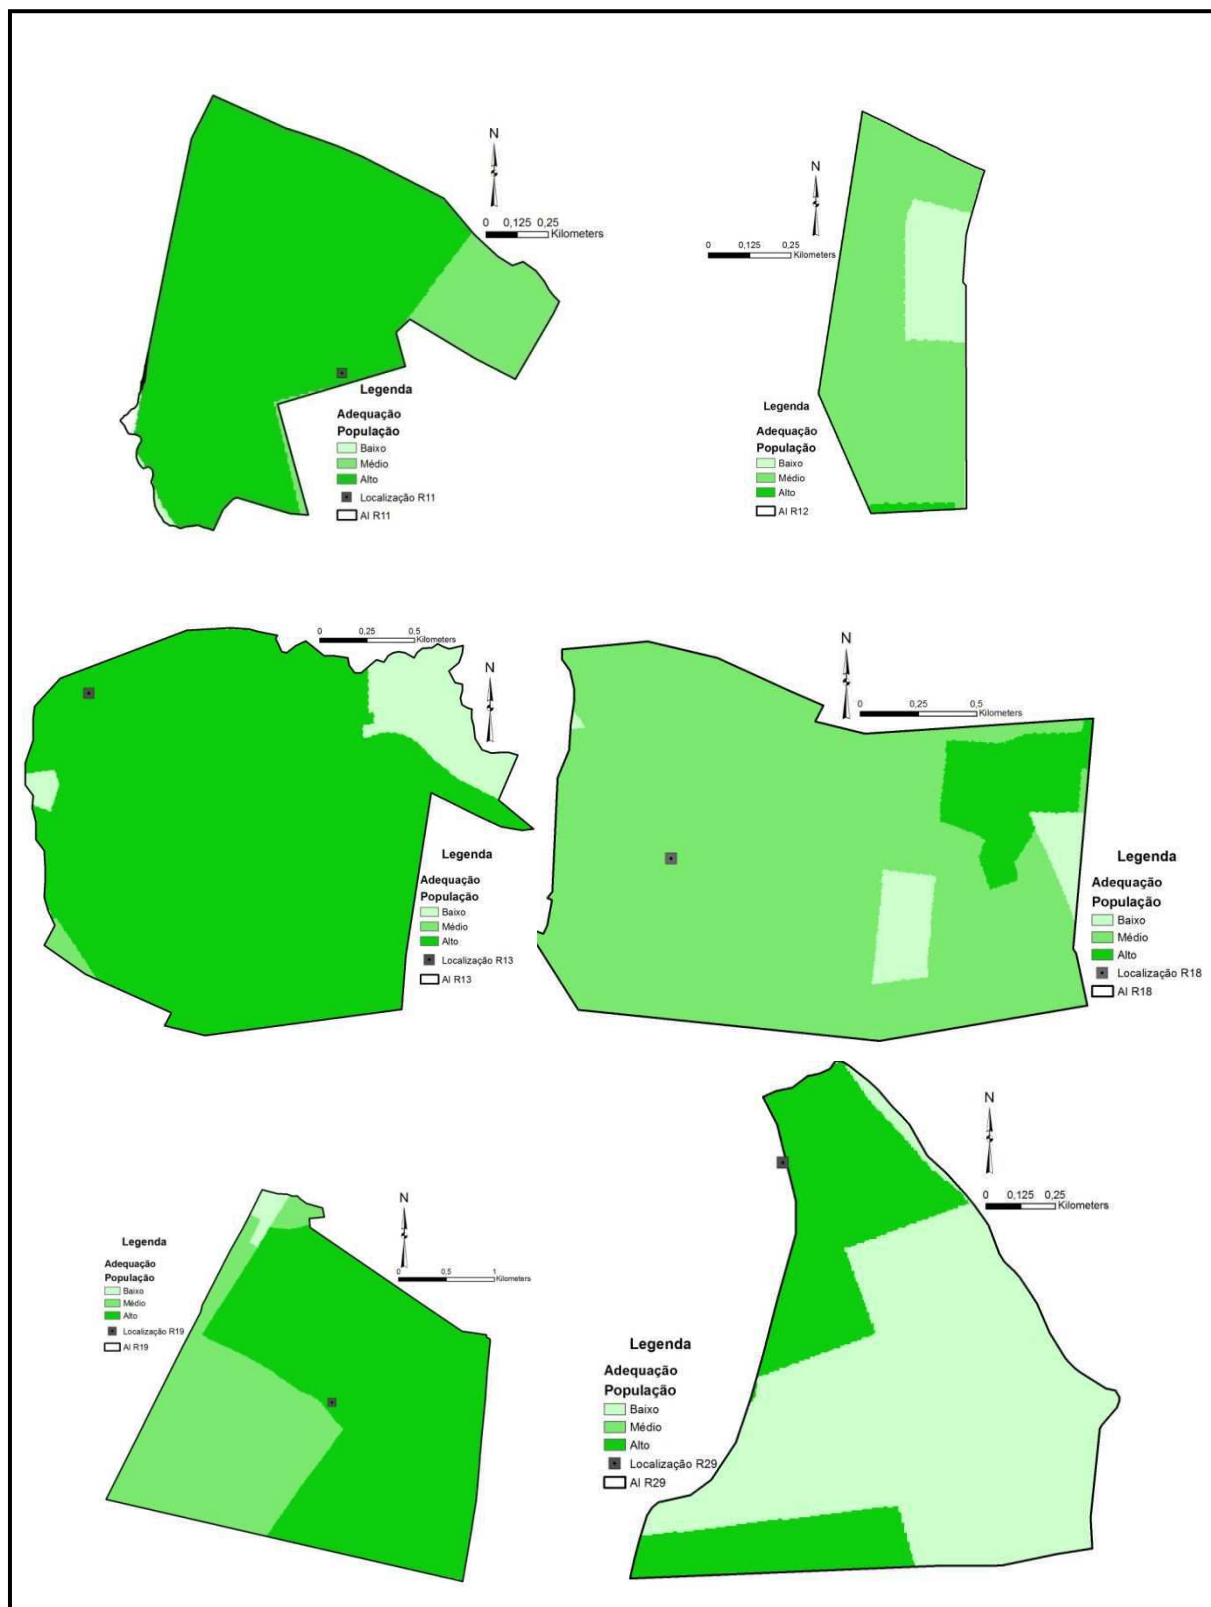 N
0 0,125 0,25
Kilometers
Legenda
Adequação
População
Baixo
Médio
Alto
Localização R11
AI R11
N
0 0,125 0,25
Kilometers
Legenda
Adequação
População
Baixo
Médio
Alto
AI R12
0 0,25 0,5
Kilometers
N
Legenda
Adequação
População
Baixo
Médio
Alto
Localização R13
AI R13
N
0 0,25 0,5
Kilometers
Legenda
Adequação
População
Baixo
Médio
Alto
Localização R18
AI R18
N
0 0,5 1
Kilometers
Legenda
Adequação
População
Baixo
Médio
Alto
Localização R19
AI R19
N
0 0,125 0,25
Kilometers
Legenda
Adequação
População
Baixo
Médio
Alto
Localização R29
AI R29